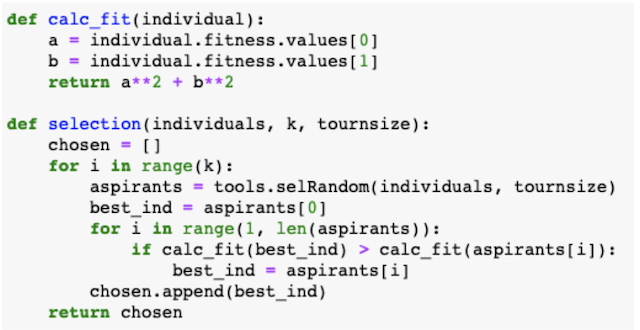 def calc_fit(individual):
    a = individual.fitness.values[0]
    b = individual.fitness.values[1]
    return a**2 + b**2

def selection(individuals, k, tournsize):
    chosen = []
    for i in range(k):
        aspirants = tools.selRandom(individuals, tournsize)
        best_ind = aspirants[0]
        for i in range(1, len(aspirants)):
            if calc_fit(best_ind) > calc_fit(aspirants[i]):
                best_ind = aspirants[i]
        chosen.append(best_ind)
    return chosen